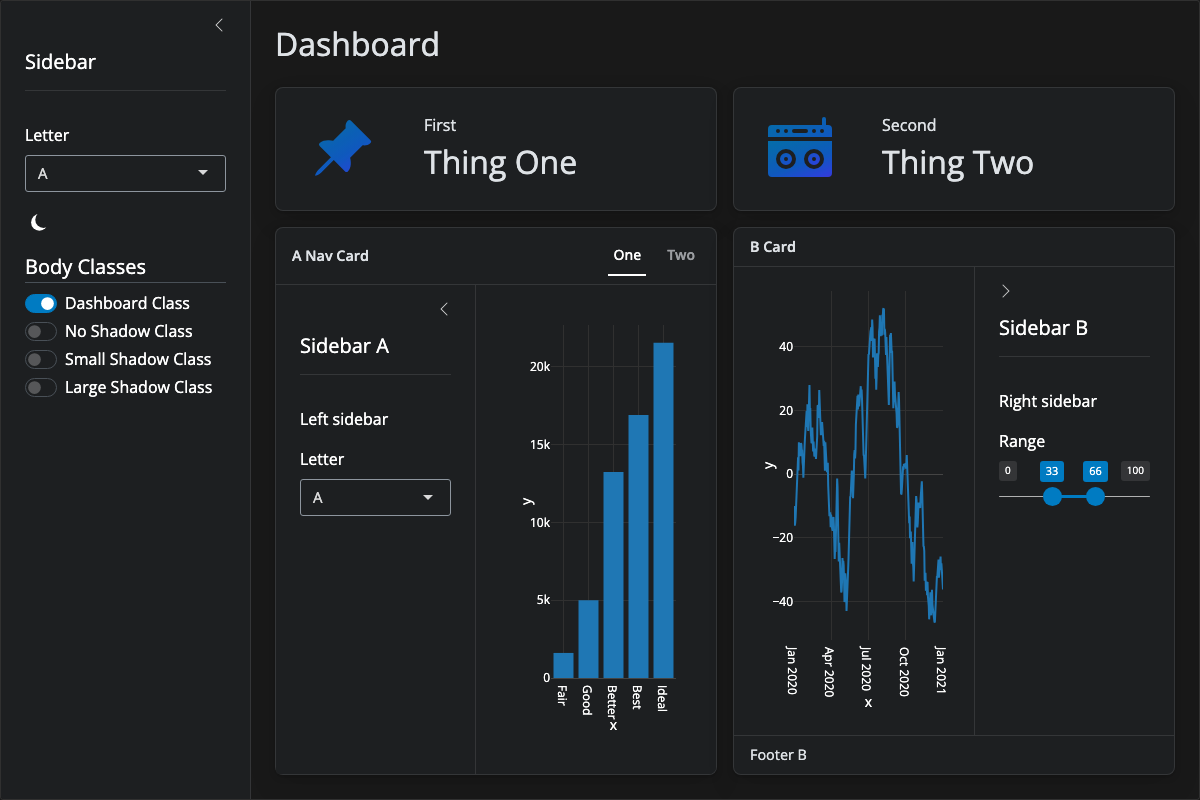 Sidebar
Letter
A
Body Classes
Dashboard Class
No Shadow Class
Small Shadow Class
Large Shadow Class
Dashboard
First
Thing One
Second
Thing Two
A Nav Card
One
Two
Sidebar A
Left sidebar
Letter
A
y
20k
15k
10k
5k
0
Fair
Good
Better
Best
Ideal
x
B Card
y
40
20
0
−20
−40
Jan 2020
Apr 2020
Jul 2020
Oct 2020
Jan 2021
x
Sidebar B
Right sidebar
Range
0
33
66
100
Footer B